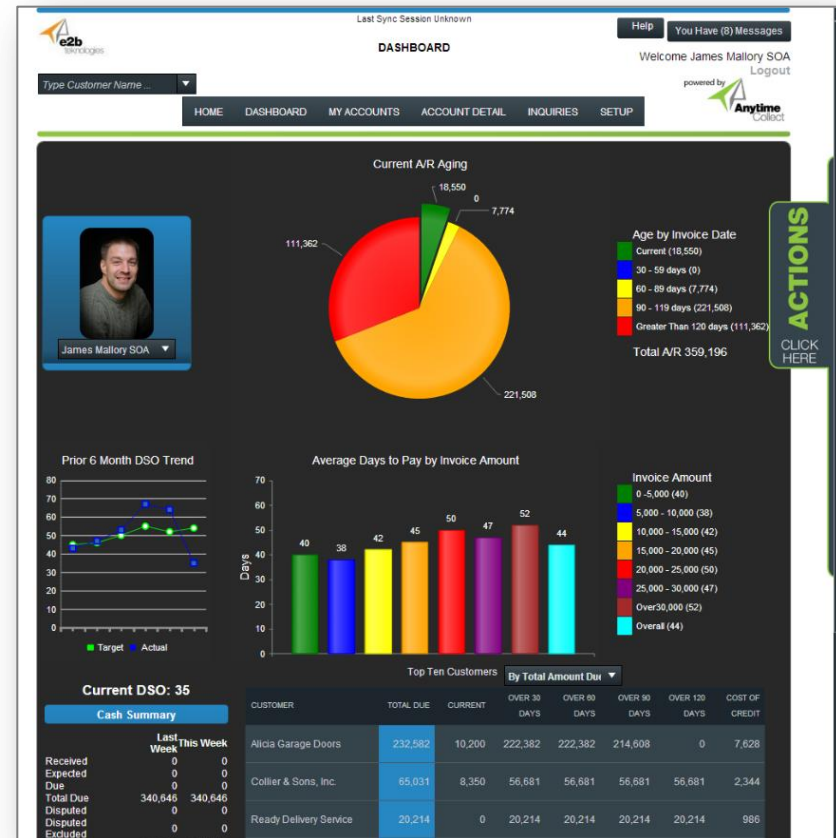 Last Sync Session Unknown
Help
You Have (8) Messages
e2b
teknologies
DASHBOARD
Welcome James Mallory SOA
Logout
Type Customer Name ...
powered by
Anytime
Collect
HOME DASHBOARD MY ACCOUNTS ACCOUNT DETAIL INQUIRIES SETUP
Current A/R Aging
18,550
0
7,774
111,362
221,508
Age by Invoice Date
Current (18,550)
30 - 59 days (0)
60 - 89 days (7,774)
90 - 119 days (221,508)
Greater Than 120 days (111,362)
Total A/R 359,196
ACTIONS
CLICK
HERE
James Mallory SOA
Prior 6 Month DSO Trend
80
70
60
50
40
30
20
10
0
Target Actual
Average Days to Pay by Invoice Amount
Days
70
60
50
40
30
20
10
0
40 38 42 45 50 47 52 44
Invoice Amount
0 -5,000 (40)
5,000 - 10,000 (38)
10,000 - 15,000 (42)
15,000 - 20,000 (45)
20,000 - 25,000 (50)
25,000 - 30,000 (47)
Over30,000 (52)
Overall (44)
Current DSO: 35
Cash Summary
Last Week This Week
Received 0 0
Expected 0 0
Due 0 0
Total Due 340,646 340,646
Disputed 0 0
Disputed
Excluded 0 0
Top Ten Customers By Total Amount Due
CUSTOMER TOTAL DUE CURRENT OVER 30 DAYS OVER 60 DAYS OVER 90 DAYS OVER 120 DAYS COST OF CREDIT
Alicia Garage Doors 232,582 10,200 222,382 222,382 214,608 0 7,628
Collier & Sons, Inc. 65,031 8,350 56,681 56,681 56,681 56,681 2,344
Ready Delivery Service 20,214 0 20,214 20,214 20,214 20,214 986